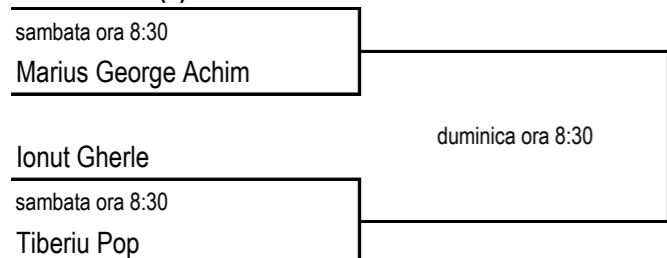 sambata ora 8:30
Marius George Achim
duminica ora 8:30
Ionut Gherle
sambata ora 8:30
Tiberiu Pop